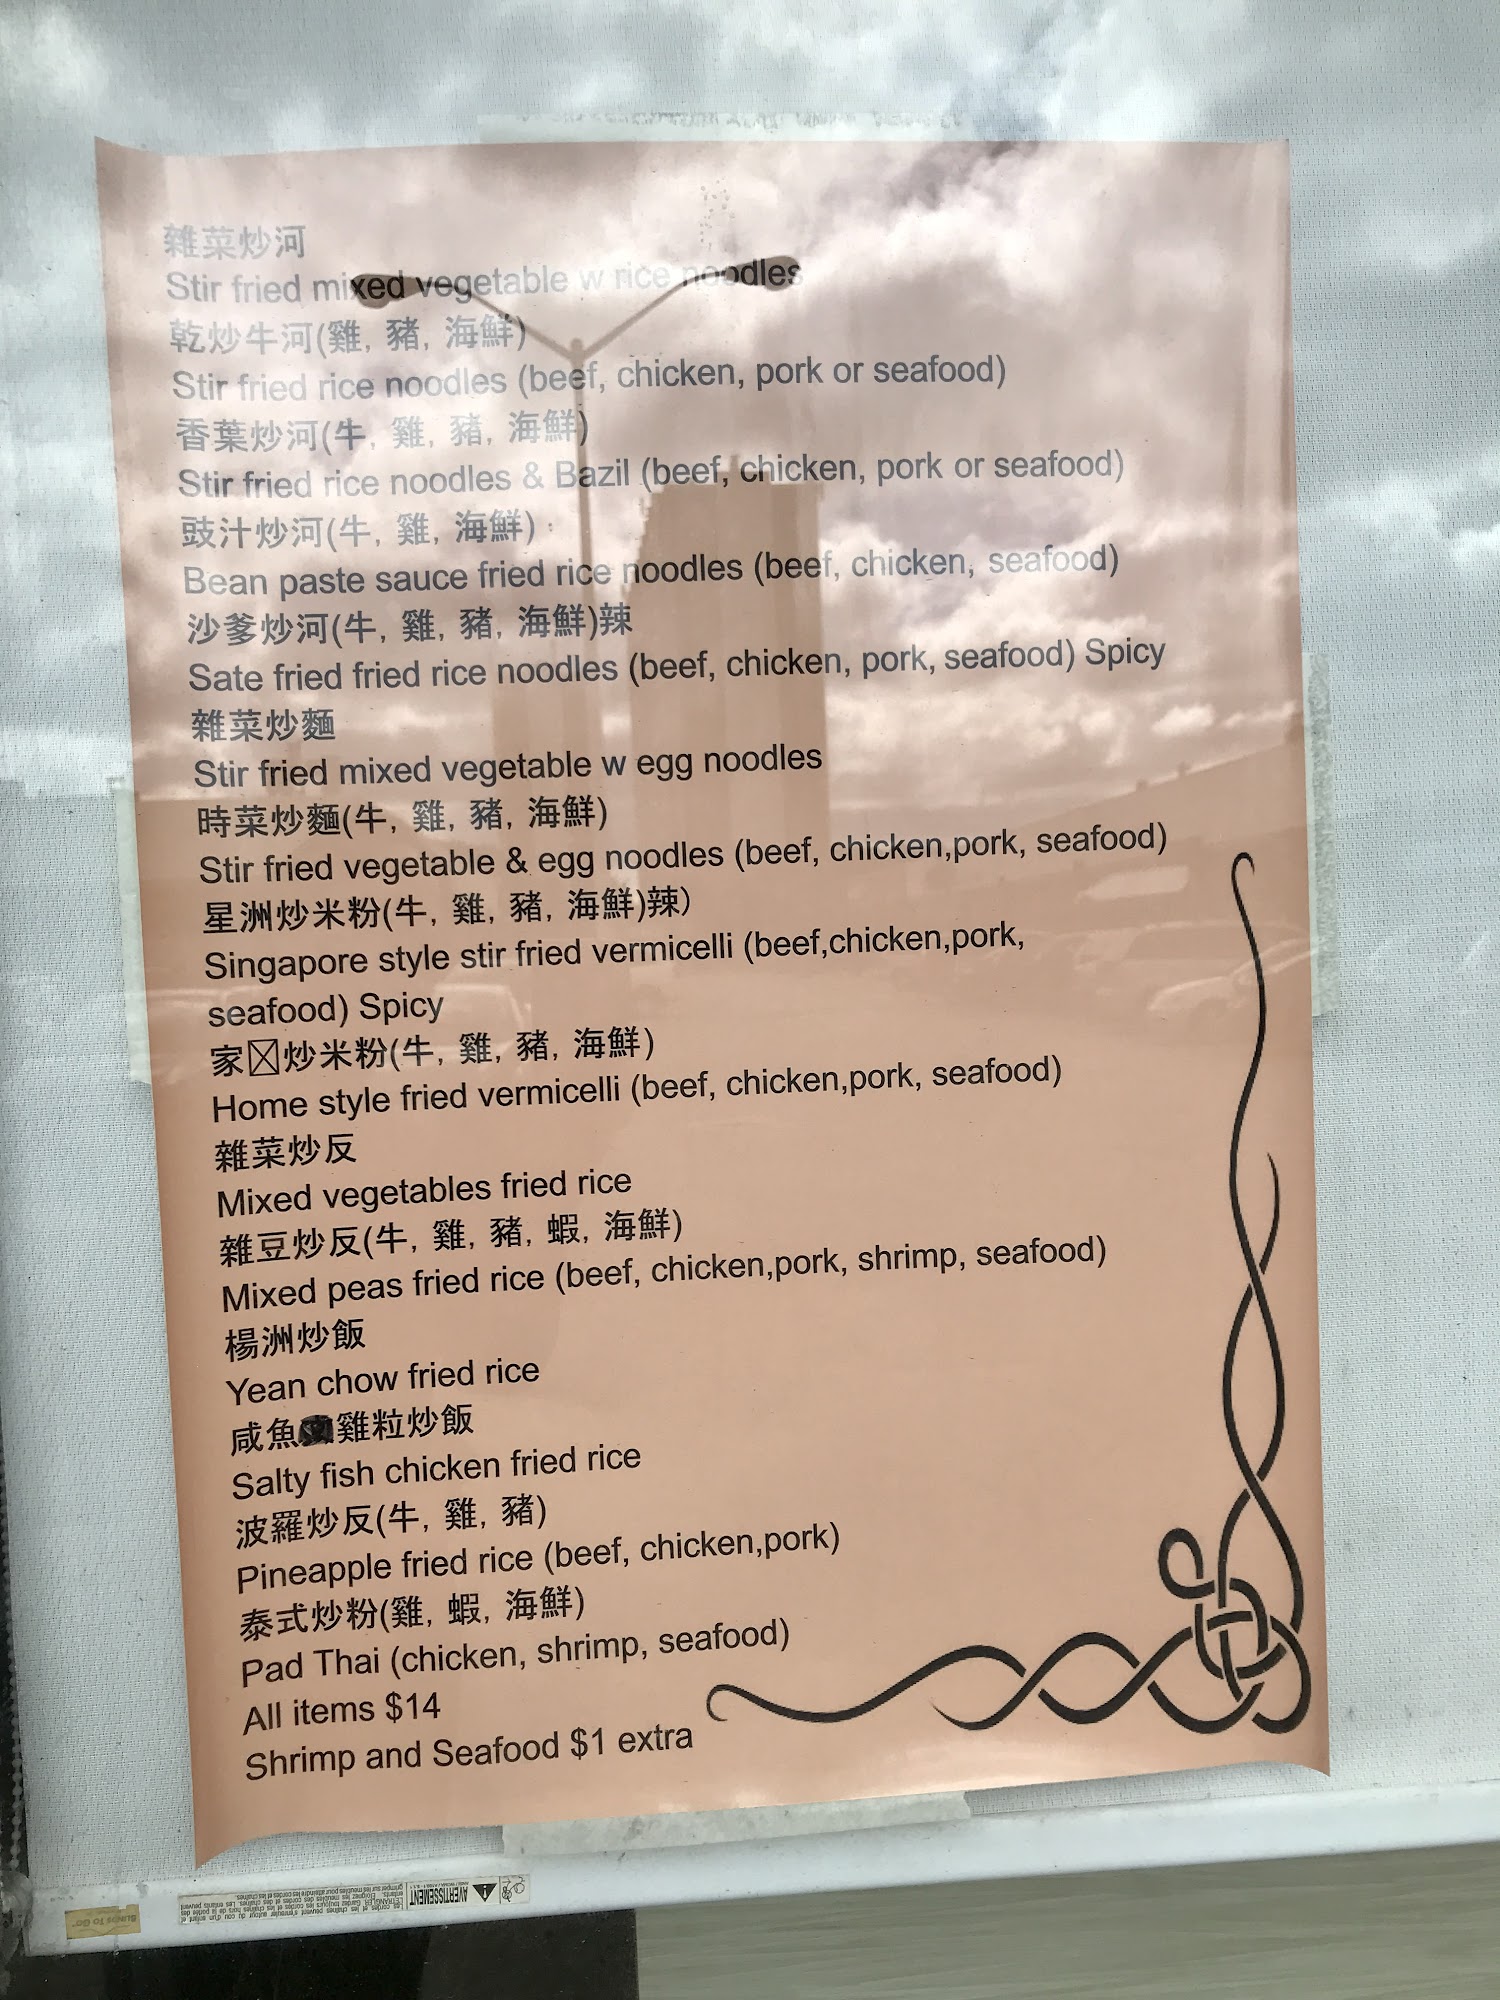 雜菜炒河
Stir fried mixed vegetable w rice noodles
乾炒牛河(雞, 豬, 海鮮)
Stir fried rice noodles (beef, chicken, pork or seafood)
香葉炒河(牛, 雞, 豬, 海鮮)
Stir fried rice noodles & Bazil (beef, chicken, pork or seafood)
豉汁炒河(牛, 雞, 海鮮)
Bean paste sauce fried rice noodles (beef, chicken, seafood)
沙爹炒河(牛, 雞, 豬, 海鮮)辣
Sate fried fried rice noodles (beef, chicken, pork, seafood) Spicy
雜菜炒麵
Stir fried mixed vegetable w egg noodles
時菜炒麵(牛, 雞, 豬, 海鮮)
Stir fried vegetable & egg noodles (beef, chicken,pork, seafood)
星洲炒米粉(牛, 雞, 豬, 海鮮)辣)
Singapore style stir fried vermicelli (beef,chicken,pork,
seafood) Spicy
家炒米粉(牛, 雞, 豬, 海鮮)
Home style fried vermicelli (beef, chicken,pork, seafood)
雜菜炒反
Mixed vegetables fried rice
雜豆炒反(牛, 雞, 豬, 蝦, 海鮮)
Mixed peas fried rice (beef, chicken,pork, shrimp, seafood)
楊洲炒飯
Yean chow fried rice
咸魚雞粒炒飯
Salty fish chicken fried rice
波羅炒反(牛, 雞, 豬)
Pineapple fried rice (beef, chicken,pork)
泰式炒粉(雞, 蝦, 海鮮)
Pad Thai (chicken, shrimp, seafood)
All items $14
Shrimp and Seafood $1 extra
AVERTISSEMENT
BLINDS TO GO